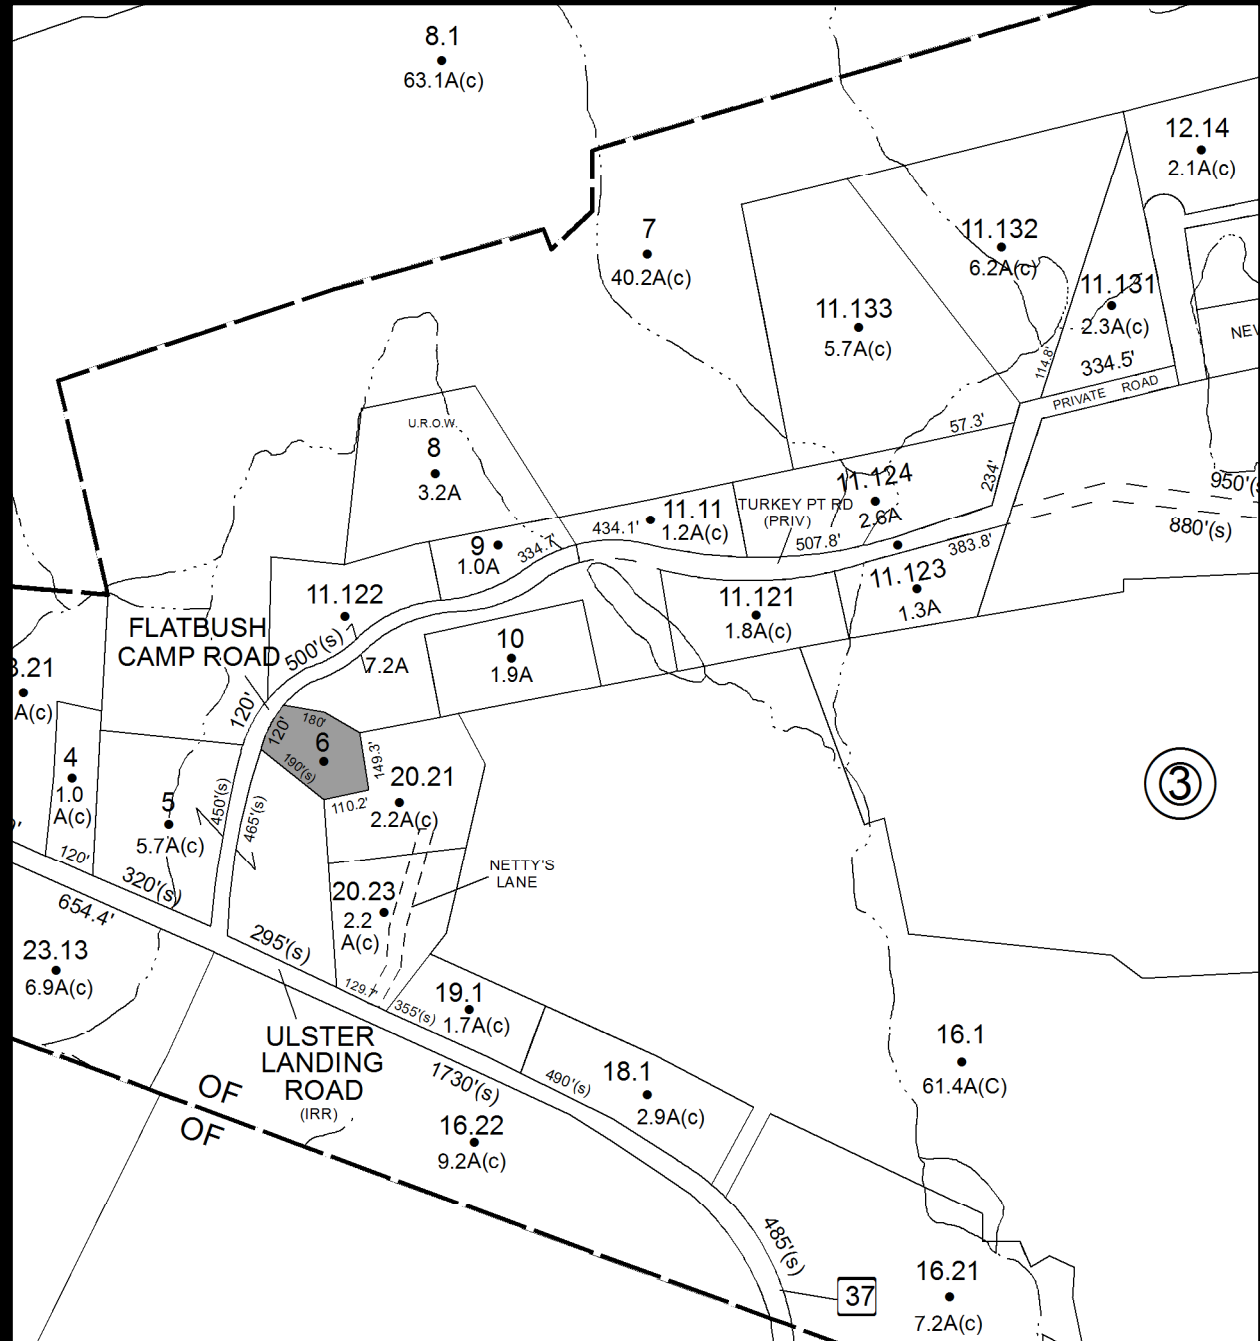 8.1
63.1A(c)
12.14
2.1A(c)
7
40.2A(c)
11.132
6.2A(c)
11.131
2.3A(c)
11.133
5.7A(c)
114.8'
334.5'
PRIVATE ROAD
U.R.O.W.
8
3.2A
57.3'
234'
11.124
2.6A
TURKEY PT RD
(PRIV)
11.11
1.2A(c)
434.1'
507.8'
383.8'
950'(s
880'(s)
9
1.0A
334.7'
11.122
7.2A
500'(s)
11.121
1.8A(c)
11.123
1.3A
FLATBUSH
CAMP ROAD
10
1.9A
3.21
A(c)
120'
120'
180'
6
190'(s)
149.3'
110.2'
4
1.0
A(c)
120'
5
5.7A(c)
450'(s)
465'(s)
20.21
2.2A(c)
3
320'(s)
654.4'
NETTY'S
LANE
20.23
2.2
A(c)
295'(s)
129.7'
355'(s)
23.13
6.9A(c)
19.1
1.7A(c)
ULSTER
LANDING
ROAD
(IRR)
1730'(s)
490'(s)
18.1
2.9A(c)
16.1
61.4A(C)
OF
OF
16.22
9.2A(c)
485'(s)
37
16.21
7.2A(c)